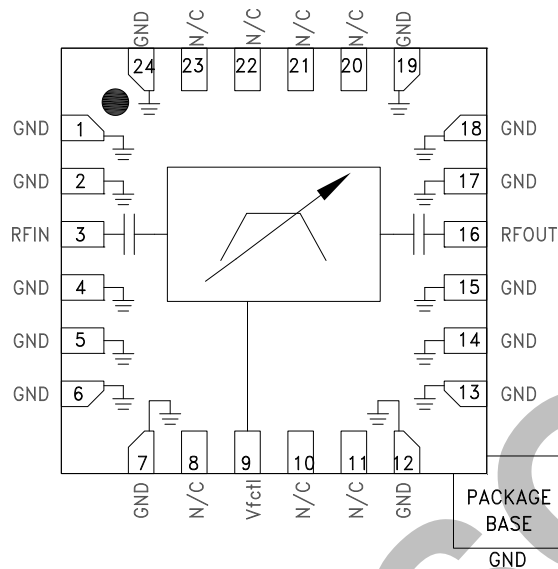 GND N/C N/C N/C N/C GND
24 23 22 21 20 19
GND 1 18 GND
GND 2 17 GND
RFIN 3 16 RFOUT
GND 4 15 GND
GND 5 14 GND
GND 6 13 GND
7 8 9 10 11 12
GND N/C Vfctl N/C N/C GND
PACKAGE
BASE
GND